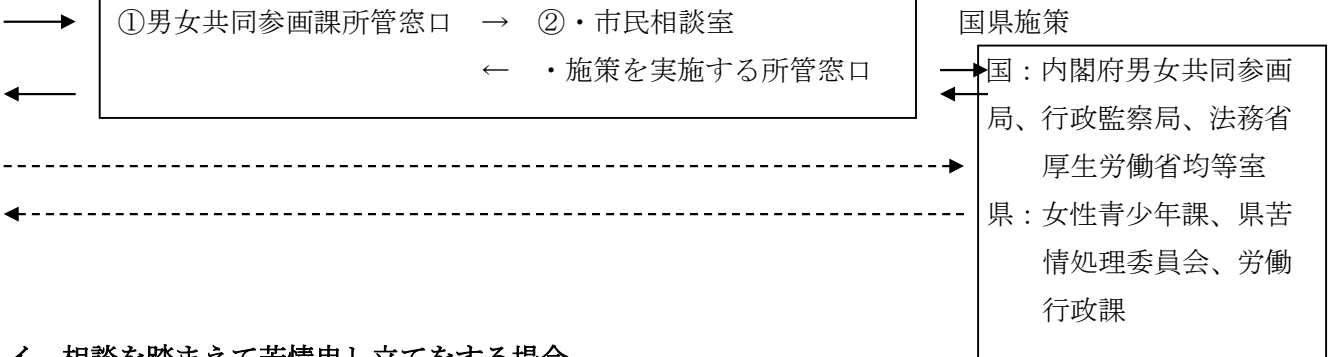 ①男女共同参画課所管窓口 → ②・市民相談室
← ・施策を実施する所管窓口
国県施策
国：内閣府男女共同参画
局、行政監察局、法務省
厚生労働省均等室
県：女性青少年課、県苦
情処理委員会、労働
行政課
イ 相談を踏まえて苦情申し立てをする場合